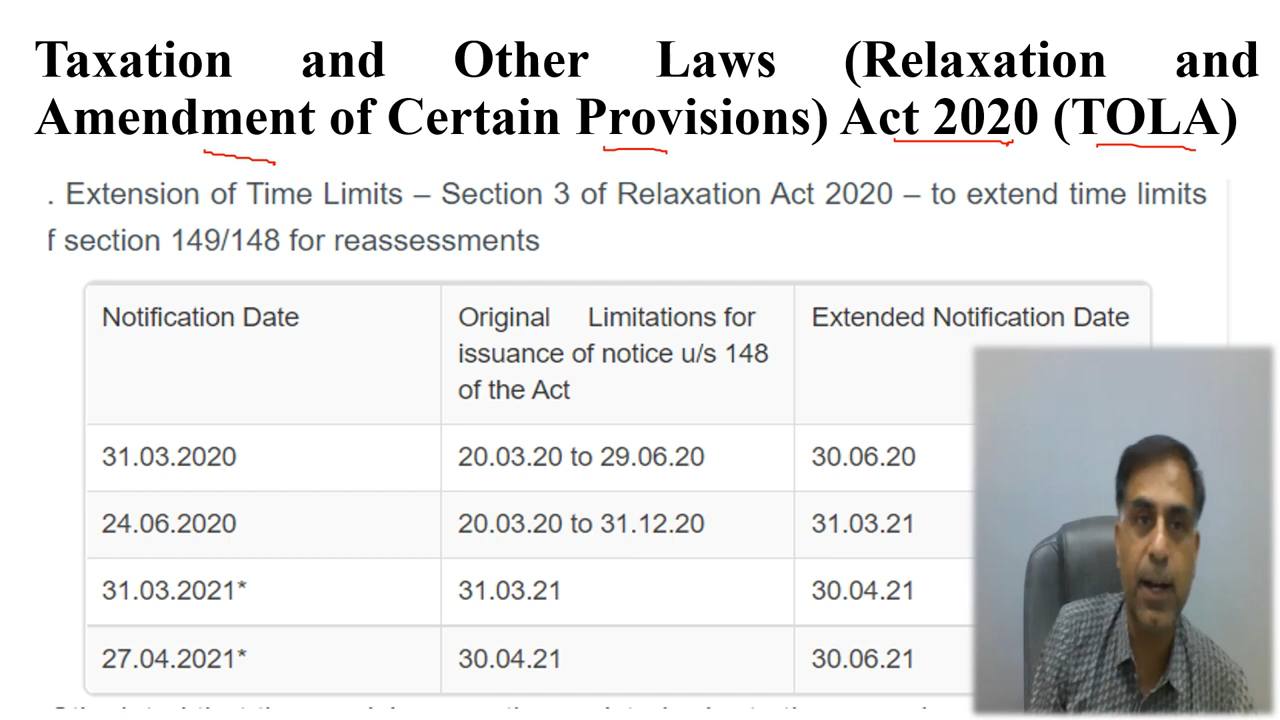 Taxation and Other Laws (Relaxation and
Amendment of Certain Provisions) Act 2020 (TOLA)
. Extension of Time Limits – Section 3 of Relaxation Act 2020 – to extend time limits
f section 149/148 for reassessments
Notification Date
Original Limitations for
issuance of notice u/s 148
of the Act
Extended Notification Date
31.03.2020 20.03.20 to 29.06.20 30.06.20
24.06.2020 20.03.20 to 31.12.20 31.03.21
31.03.2021* 31.03.21 30.04.21
27.04.2021* 30.04.21 30.06.21